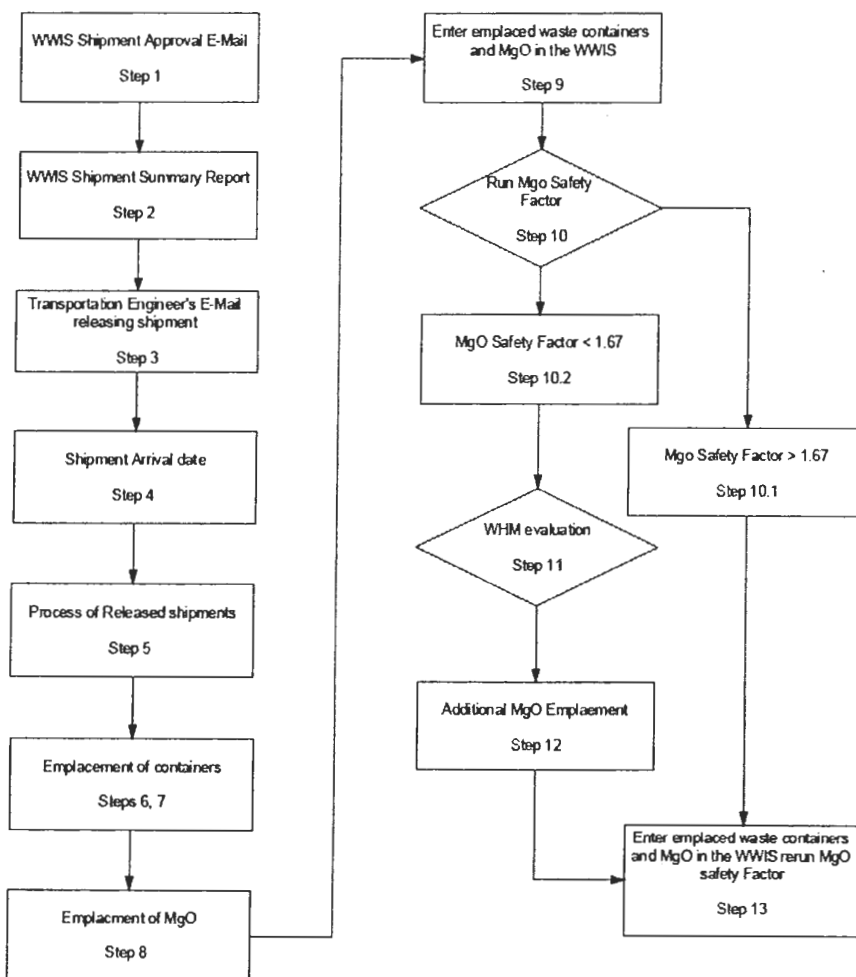 WWIS Shipment Approval E-Mail
Step 1
WWIS Shipment Summary Report
Step 2
Transportation Engineer's E-Mail
releasing shipment
Step 3
Shipment Arrival date
Step 4
Process of Released shipments
Step 5
Emplacement of containers
Steps 6, 7
Emplacment of MgO
Step 8
Enter emplaced waste containers
and MgO in the WWIS
Step 9
Run Mgo Safety
Factor
Step 10
MgO Safety Factor < 1.67
Step 10.2
Mgo Safety Factor > 1.67
Step 10.1
WHM evaluation
Step 11
Additional MgO Emplaement
Step 12
Enter emplaced waste containers
and MgO in the WWIS rerun MgO
safety Factor
Step 13